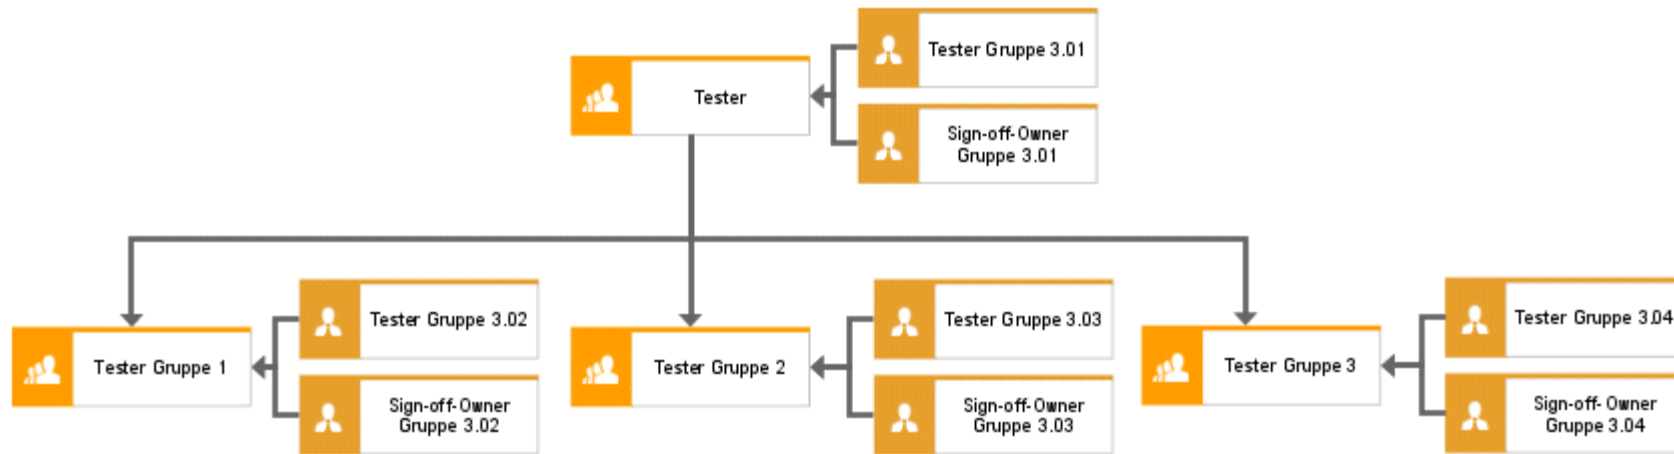 Tester Gruppe 3.01
Tester
Sign-off-Owner
Gruppe 3.01
Tester Gruppe 3.02
Tester Gruppe 1
Sign-off-Owner
Gruppe 3.02
Tester Gruppe 3.03
Tester Gruppe 2
Sign-off-Owner
Gruppe 3.03
Tester Gruppe 3.04
Tester Gruppe 3
Sign-off-Owner
Gruppe 3.04